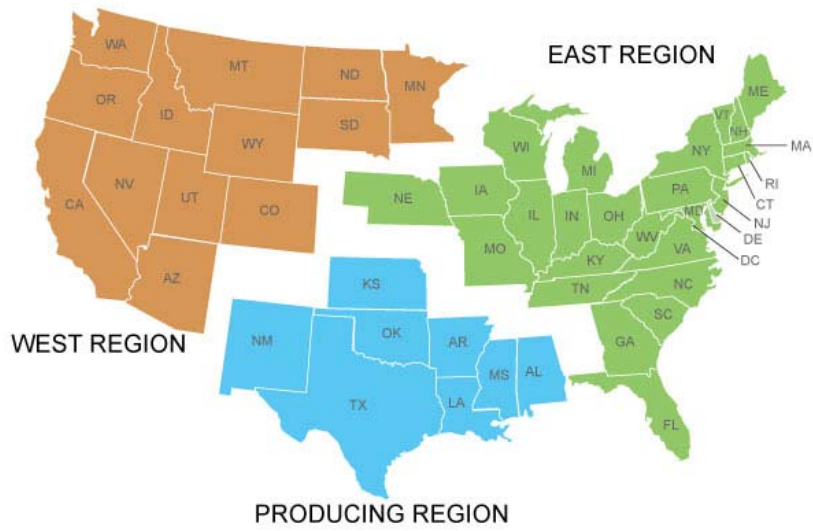 EAST REGION
WA
MT
ND
MN
OR
ID
SD
WY
NV
UT
CO
CA
AZ
WEST REGION
ME
VT
NH
MA
NY
WI
MI
RI
CT
PA
NJ
MD
DE
DC
NE
IA
IL
IN
OH
WV
VA
MO
KY
NC
TN
SC
GA
FL
KS
OK
AR
NM
TX
LA
MS
AL
PRODUCING REGION